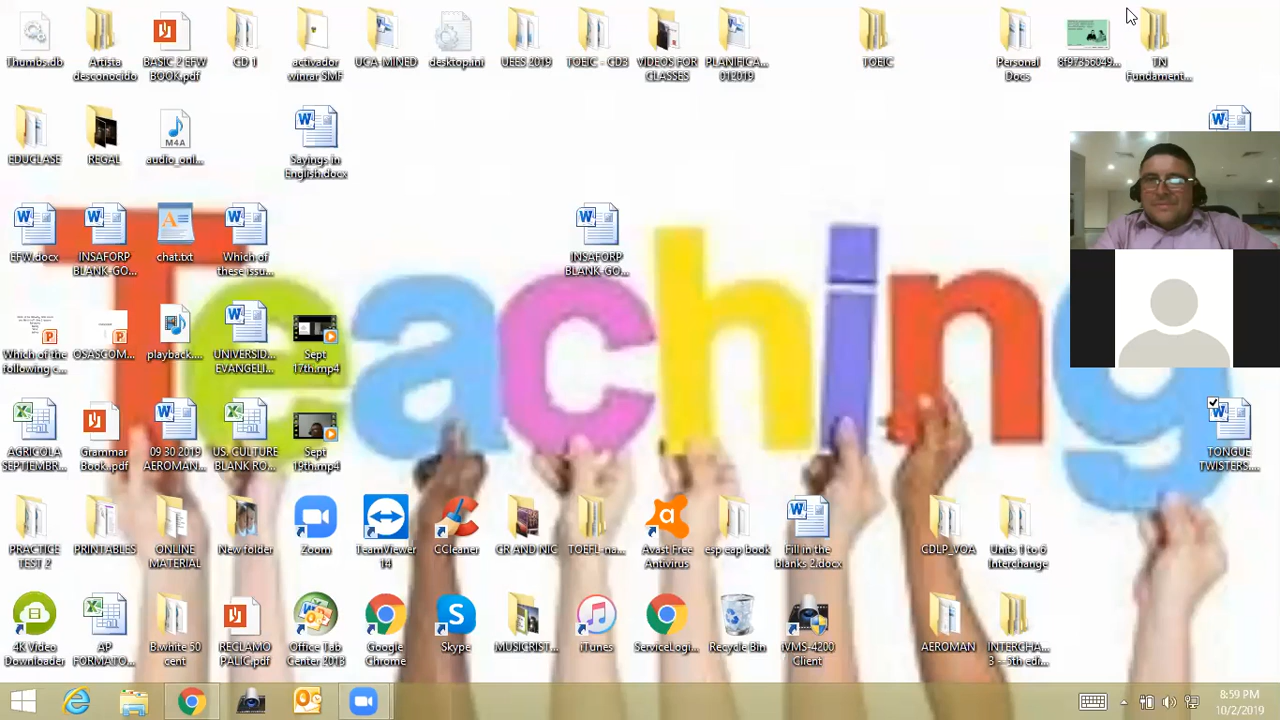 Thumbs.db
Artista
desconocido
BASIC 2 EFW
BOOK.pdf
CD 1
activador
winrar SMF
UCA-MINED
desktop.ini
UEES 2019
TOEIC - CD3
VIDEOS FOR
CLASSES
PLANIFICA...
012019
TOEIC
Personal
Docs
8f97356049...
TN
Fundament...
EDUCLASE
REGAL
audio_onl...
M4A
Sayings in
English.docx
EFW.docx
INSAFORP
BLANK-GO...
chat.txt
Which of
these issu...
INSAFORP
BLANK-GO...
Teaching
Which of the
following c...
OSASCOM...
playback....
UNIVERSID...
EVANGELI...
Sept
17th.mp4
AGRICOLA
SEPTIEMBR...
Grammar
Book..pdf
09 30 2019
AEROMAN...
US. CULTURE
BLANK RO...
Sept
19th.mp4
TONGUE
TWISTERS....
PRACTICE
TEST 2
PRINTABLES
ONLINE
MATERIAL
New folder
Zoom
TeamViewer
14
CCleaner
CR AND NIC
TOEFL-na...
Avast Free
Antivirus
esp eap book
Fill in the
blanks 2.docx
CDLP_VOA
Units 1 to 6
Interchange
4K Video
Downloader
AP
FORMATO...
B.white 50
cent
RECLAMO
PALIC.pdf
Office Tab
Center 2013
Google
Chrome
Skype
MUSICRIST...
iTunes
ServiceLogi...
Recycle Bin
iVMS-4200
Client
AEROMAN
INTERCHA...
3 --5th edi...
8:59 PM
10/2/2019